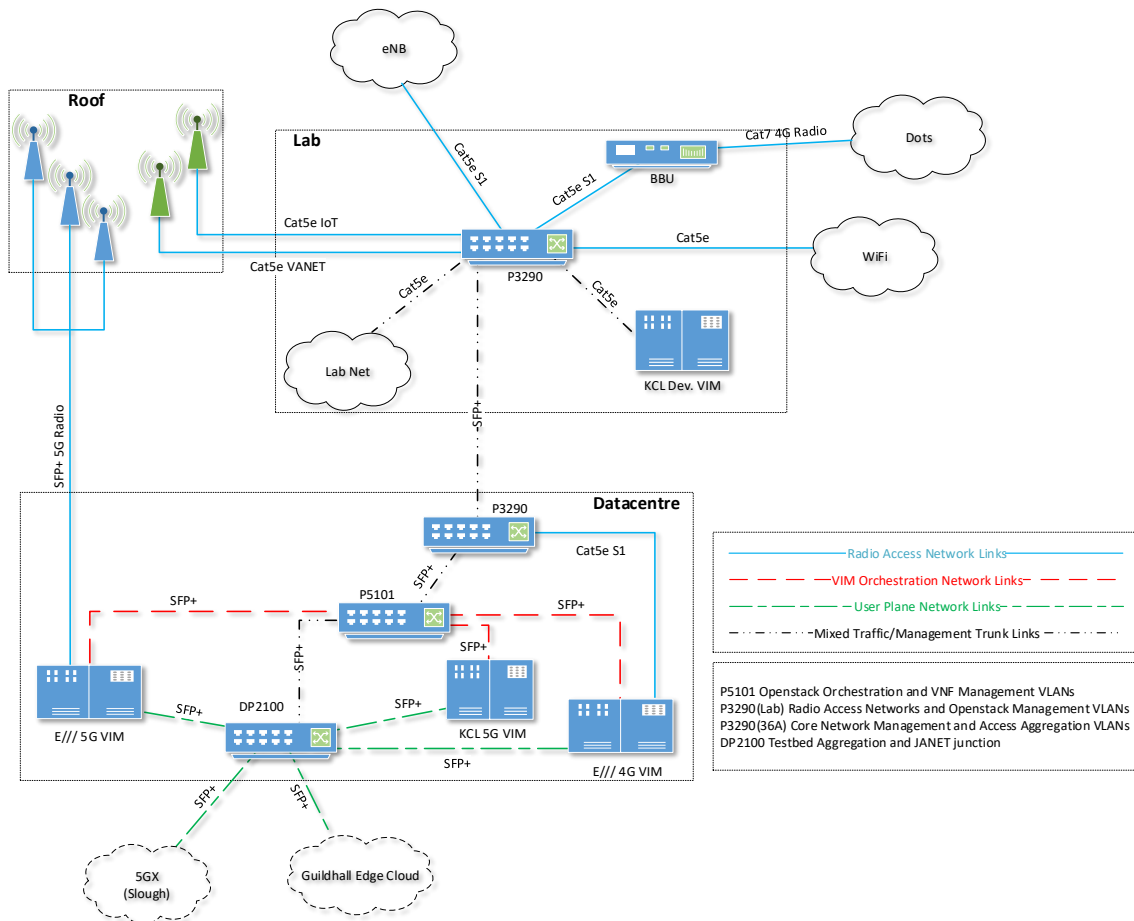 eNB
Roof
Lab
Cat5e S1
Cat7 4G Radio
Dots
Cat5e S1
BBU
Cat5e IoT
Cat5e
Cat5e VANET
P3290
WiFi
Cat5e
Cat5e
Lab Net
KCL Dev. VIM
SFP+
SFP+ 5G Radio
Datacentre
P3290
Cat5e S1
SFP+
P5101
SFP+
SFP+
SFP+
SFP+
DP2100
SFP+
SFP+
E/// 5G VIM
KCL 5G VIM
SFP+
E/// 4G VIM
SFP+
SFP+
5GX
(Slough)
Guildhall Edge Cloud
Radio Access Network Links
VIM Orchestration Network Links
User Plane Network Links
Mixed Traffic/Management Trunk Links
P5101 Openstack Orchestration and VNF Management VLANs
P3290(Lab) Radio Access Networks and Openstack Management VLANs
P3290(36A) Core Network Management and Access Aggregation VLANs
DP2100 Testbed Aggregation and JANET junction